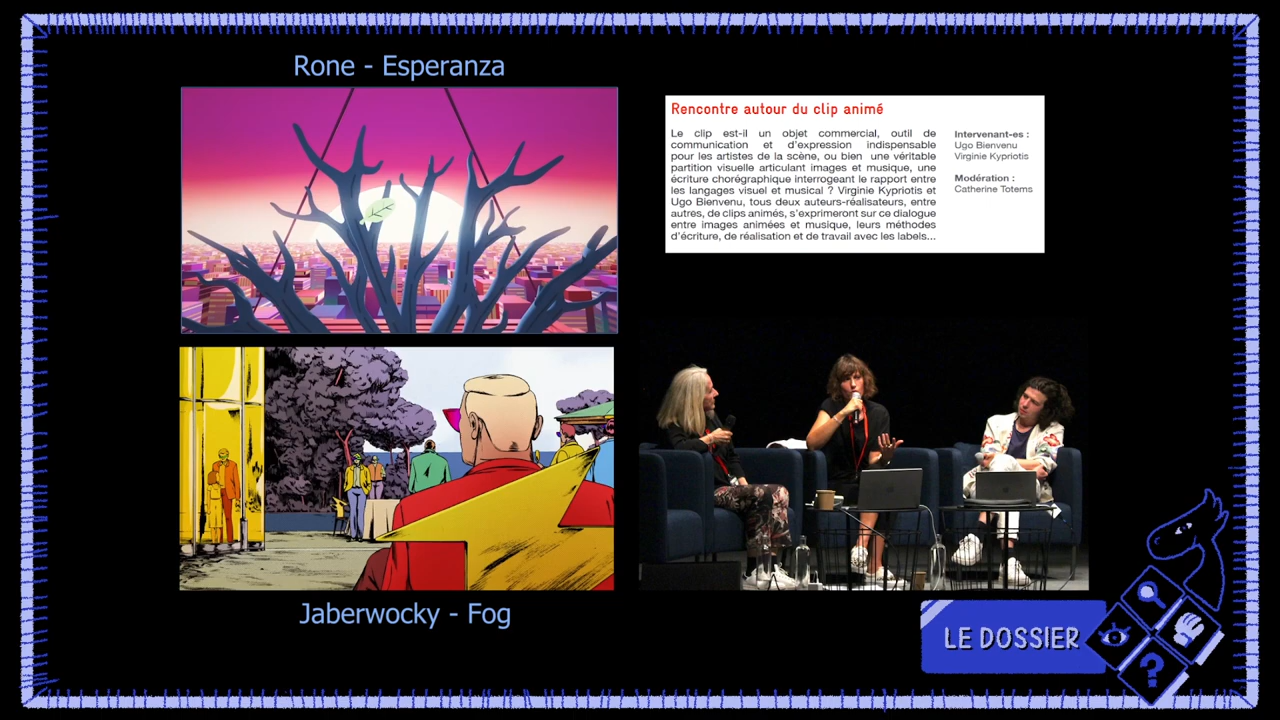 Rone - Esperanza
Rencontre autour du clip animé
Le clip est-il un objet commercial, outil de
communication et d'expression indispensable
pour les artistes de la scène, ou bien une véritable
partition visuelle articulant images et musique, une
écriture chorégraphique interrogeant le rapport entre
les langages visuel et musical ? Virginie Kypriotis et
Ugo Bienvenu, tous deux auteurs-réalisateurs, entre
autres, de clips animés, s'exprimeront sur ce dialogue
entre images animées et musique, leurs méthodes
d'écriture, de réalisation et de travail avec les labels...
Intervenant-es :
Ugo Bienvenu
Virginie Kypriotis
Modération :
Catherine Totems
Jaberwocky - Fog
LE DOSSIER
?